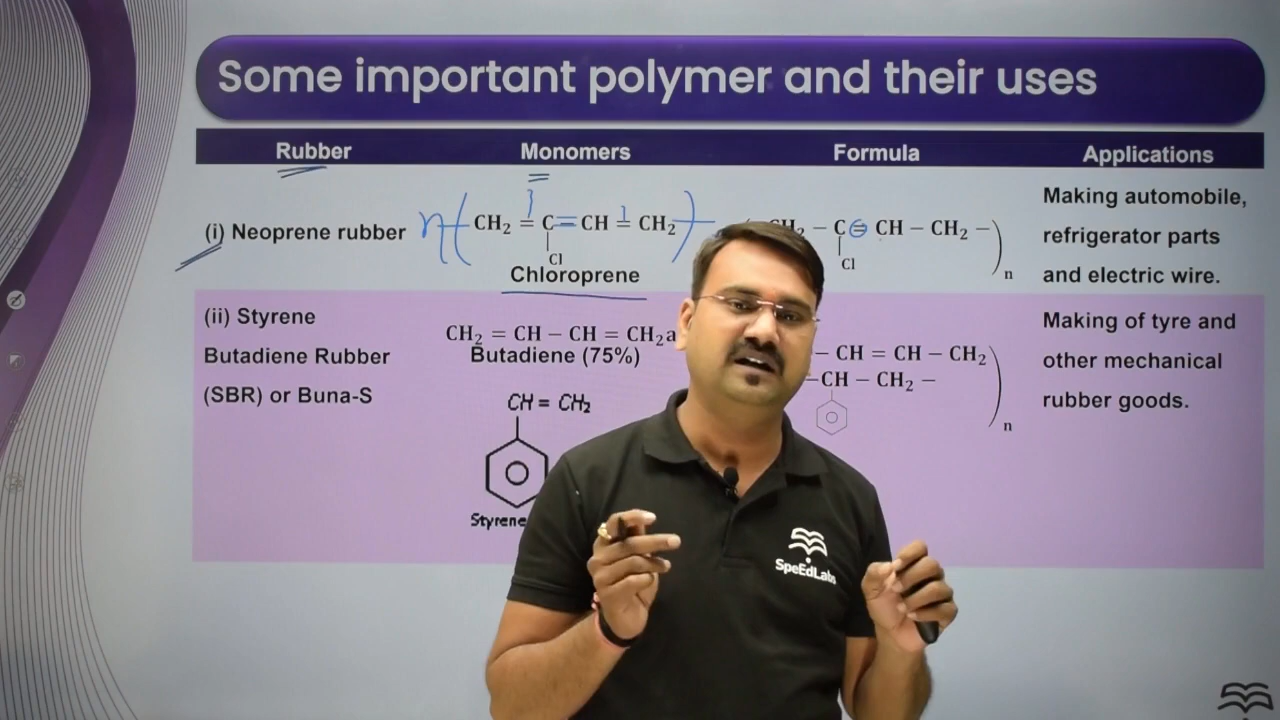 Some important polymer and their uses
Rubber Monomers Formula Applications
(i) Neoprene rubber
n( CH₂ = C = CH = CH₂ )
Cl
Chloroprene
− C = CH − CH₂ −
Cl
n
Making automobile,
refrigerator parts
and electric wire.
(ii) Styrene
Butadiene Rubber
(SBR) or Buna-S
CH₂ = CH − CH = CH₂
Butadiene (75%)
CH = CH₂
Styrene
− CH = CH − CH₂
−CH − CH₂ −
n
Making of tyre and
other mechanical
rubber goods.
SpeEdLabs